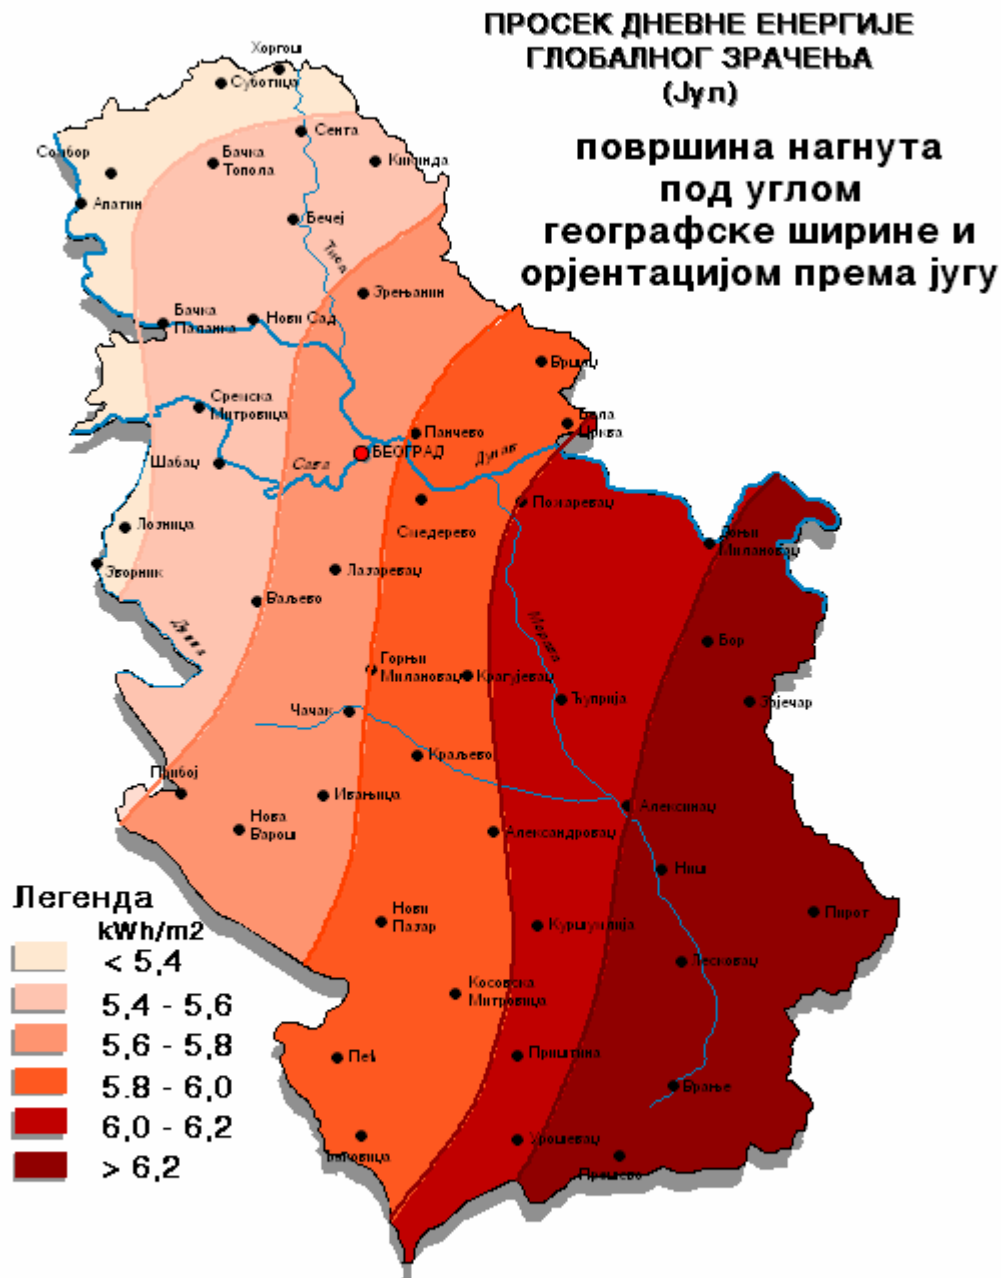 ПРОСЕК ДНЕВНЕ ЕНЕРГИЈЕ
ГЛОБАЛНОГ ЗРАЧЕЊА
(Јул)
површина нагнута
под углом
географске ширине и
орјентацијом према југу
Хоргош
Суботица
Сента
Сомбор
Бачка
Топола
Кикинда
Апатин
Бечеј
Тиса
Зрењанин
Бачка
Паланка
Нови Сад
Вршац
Сремска
Митровица
Бела
Црква
Панчево
БЕОГРАД
Дунав
Шабац
Сава
Пожаревац
Смедерево
Лозница
Доњи
Милановац
Зворник
Лазаревац
Ваљево
Дрина
Морава
Бор
Горњи
Милановац
Крагујевац
Ћуприја
Зајечар
Чачак
Краљево
Прибој
Ивањица
Алексинац
Нова
Варош
Александровац
Ниш
Легенда
kWh/m2
< 5,4
5,4 - 5,6
5,6 - 5,8
5.8 - 6,0
6,0 - 6,2
> 6,2
Нови
Пазар
Куршумлија
Пирот
Лесковац
Косовска
Митровица
Пећ
Приштина
Врање
Урошевац
Прешево